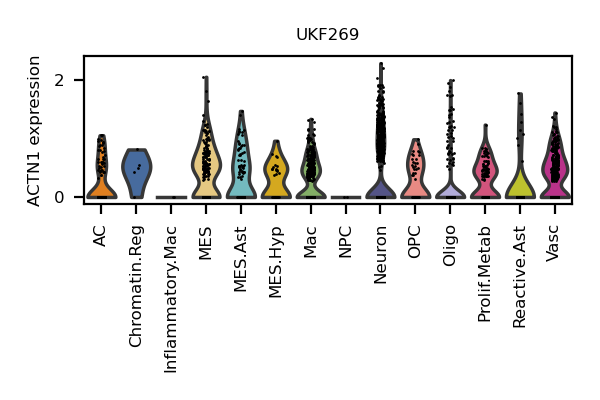 UKF269
ACTN1 expression
2
0
AC
Chromatin.Reg
Inflammatory.Mac
MES
MES.Ast
MES.Hyp
Mac
NPC
Neuron
OPC
Oligo
Prolif.Metab
Reactive.Ast
Vasc